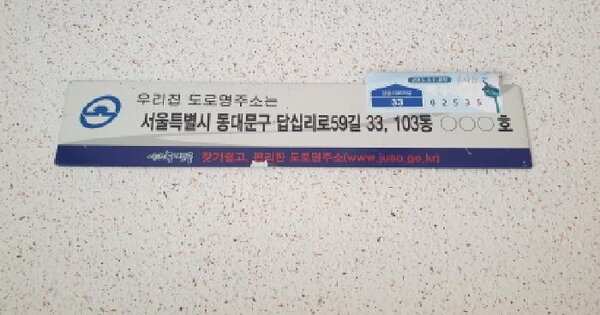 우리집 도로명주소는
서울특별시 동대문구 답십리로59길 33, 103동 ○○○호
찾기쉽고, 편리한 도로명주소(www.juso.go.kr)
33
02535